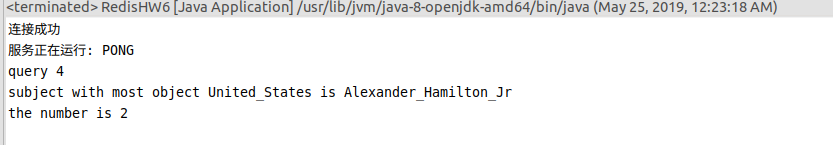 <terminated> RedisHW6 [Java Application] /usr/lib/jvm/java-8-openjdk-amd64/bin/java (May 25, 2019, 12:23:18 AM)
连接成功
服务正在运行: PONG
query 4
subject with most object United_States is Alexander_Hamilton_Jr
the number is 2